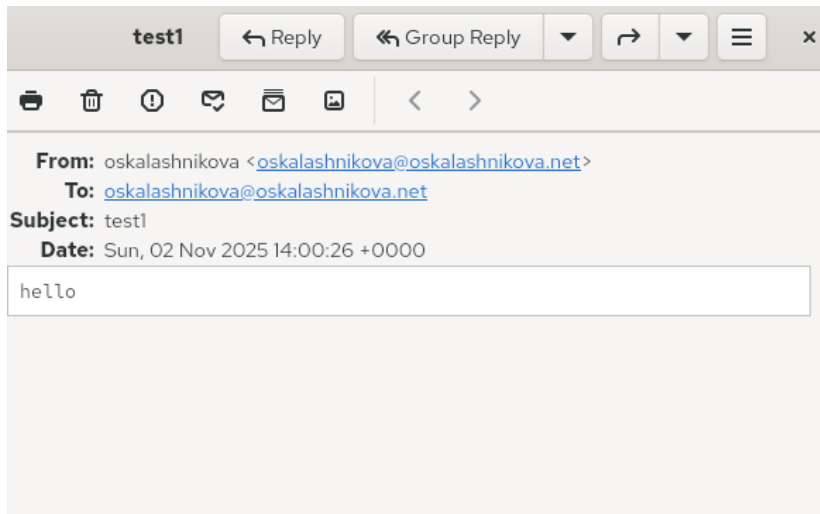 test1 Reply Group Reply
From: oskalashnikova <oskalashnikova@oskalashnikova.net>
To: oskalashnikova@oskalashnikova.net
Subject: test1
Date: Sun, 02 Nov 2025 14:00:26 +0000
hello